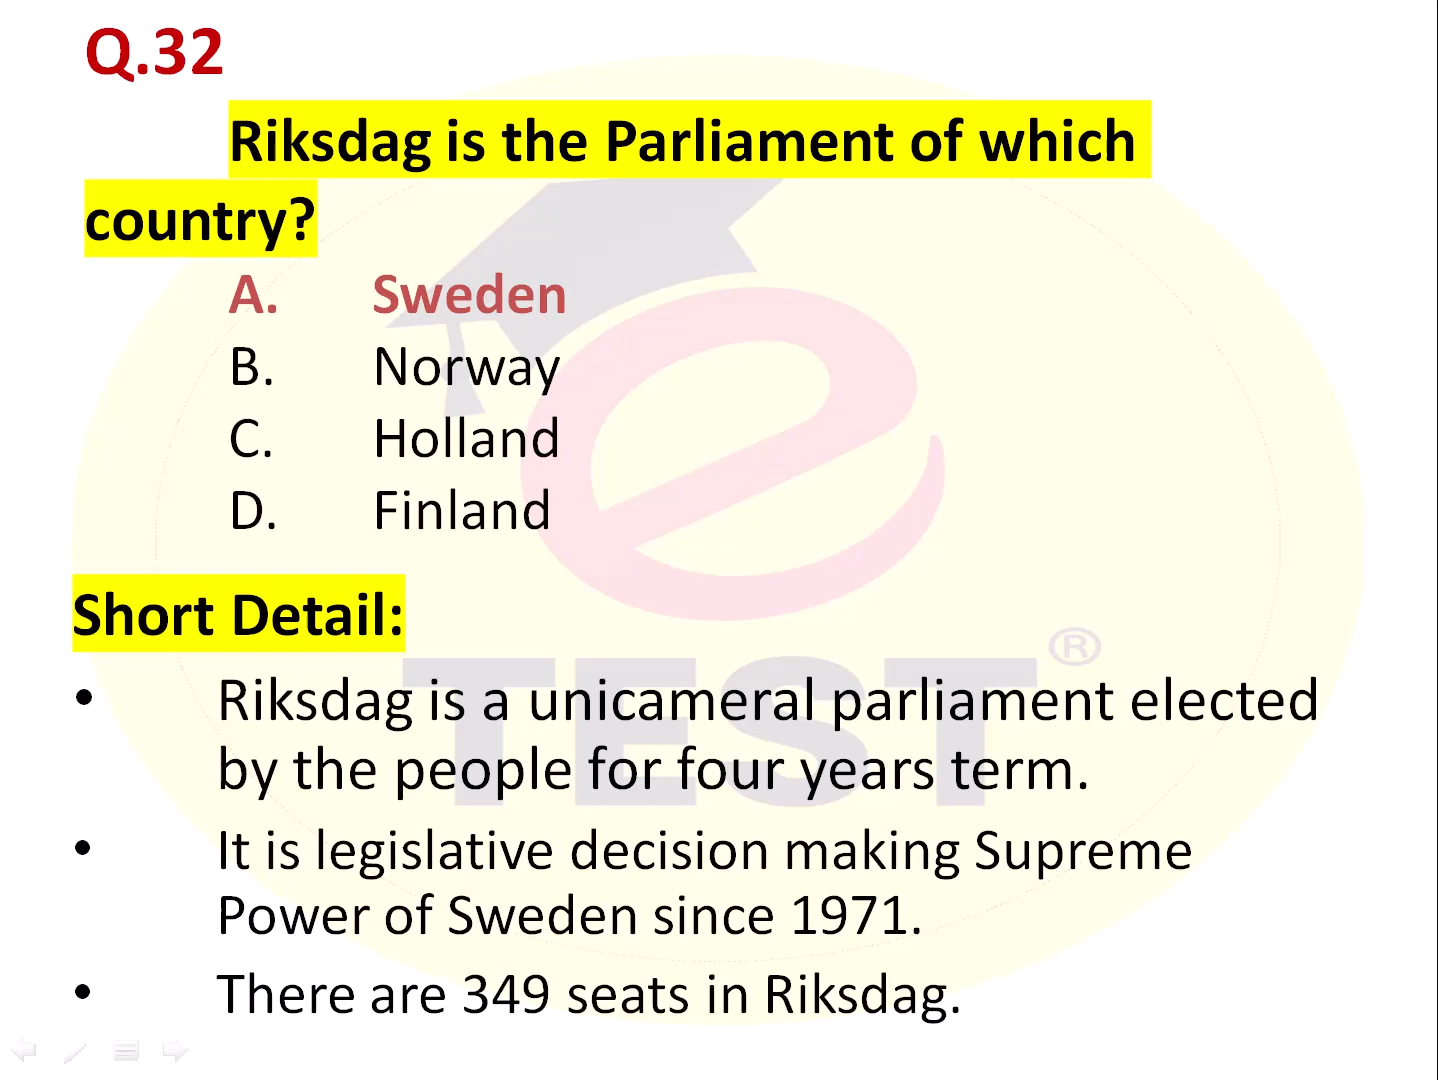 Q.32
Riksdag is the Parliament of which
country?
A. Sweden
B. Norway
C. Holland
D. Finland
Short Detail:
• Riksdag is a unicameral parliament elected
by the people for four years term.
• It is legislative decision making Supreme
Power of Sweden since 1971.
• There are 349 seats in Riksdag.
e
TEST®